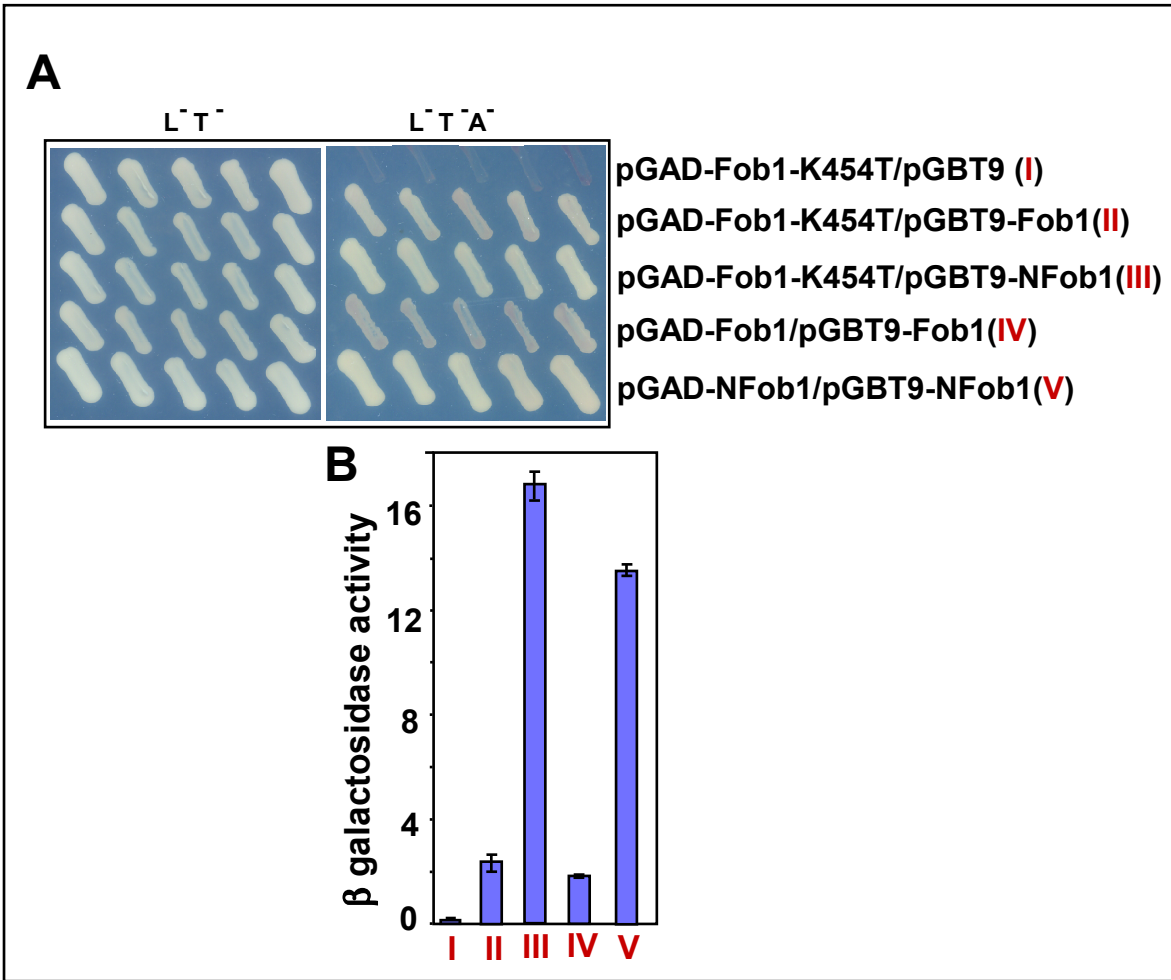 A
L⁻ T⁻
L⁻ T⁻A⁻
pGAD-Fob1-K454T/pGBT9 (I)
pGAD-Fob1-K454T/pGBT9-Fob1(II)
pGAD-Fob1-K454T/pGBT9-NFob1(III)
pGAD-Fob1/pGBT9-Fob1(IV)
pGAD-NFob1/pGBT9-NFob1(V)
B
β galactosidase activity
16
12
8
4
0
I II III IV V